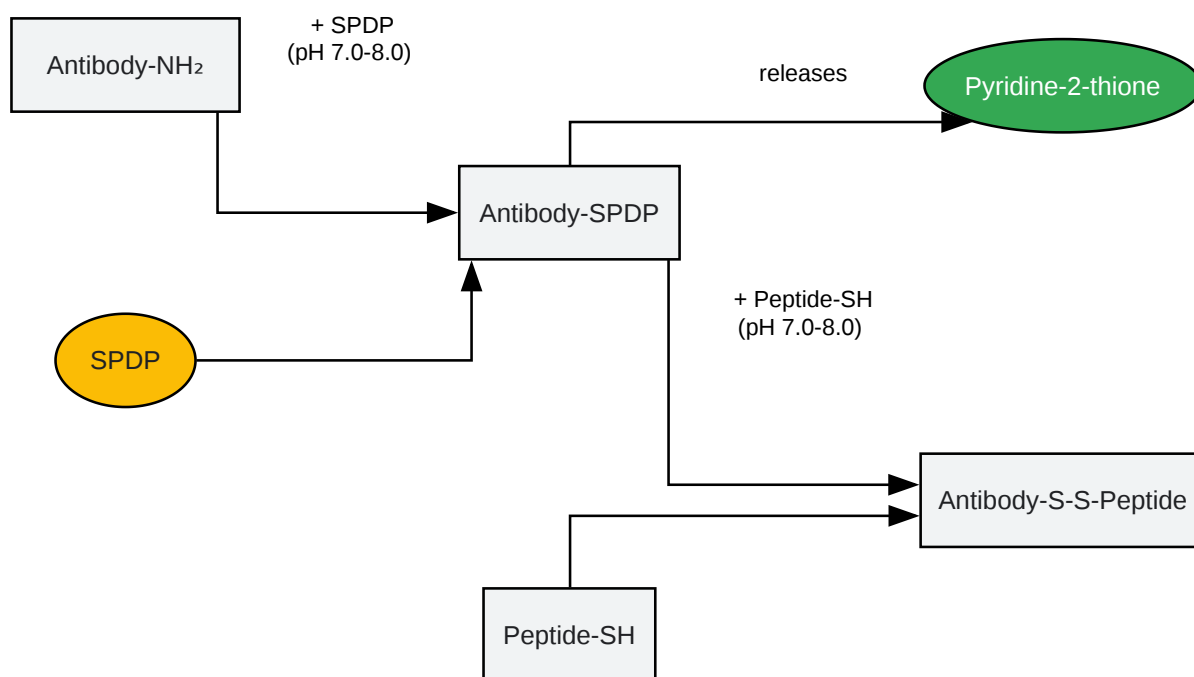 + SPDP
(pH 7.0-8.0)
Antibody-NH₂
releases
Pyridine-2-thione
Antibody-SPDP
+ Peptide-SH
(pH 7.0-8.0)
SPDP
Antibody-S-S-Peptide
Peptide-SH